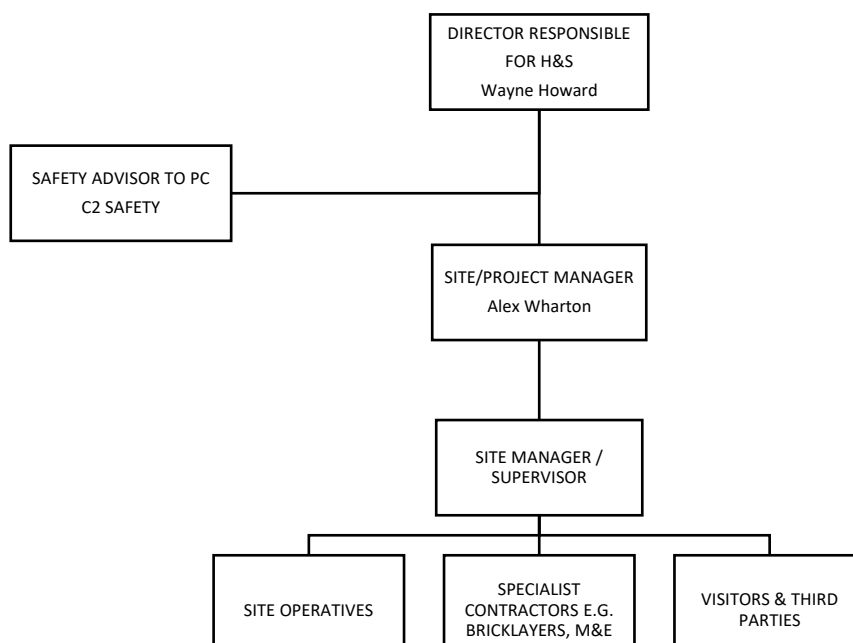 DIRECTOR RESPONSIBLE
FOR H&S
Wayne Howard
SAFETY ADVISOR TO PC
C2 SAFETY
SITE/PROJECT MANAGER
Alex Wharton
SITE MANAGER /
SUPERVISOR
SITE OPERATIVES
SPECIALIST
CONTRACTORS E.G.
BRICKLAYERS, M&E
VISITORS & THIRD
PARTIES